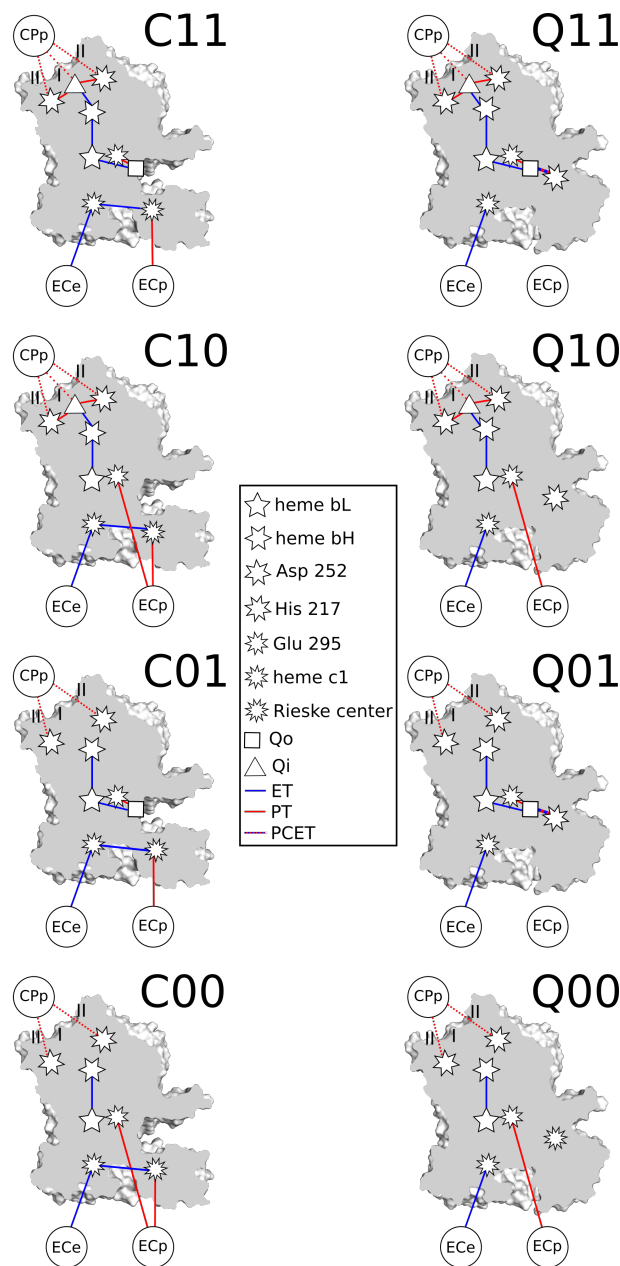 C11
CPp
II
I
II
ECe
ECp
Q11
CPp
II
I
II
ECe
ECp
C10
CPp
II
I
II
ECe
ECp
Q10
CPp
II
I
II
ECe
ECp
heme bL
heme bH
Asp 252
His 217
Glu 295
heme c1
Rieske center
Qo
Qi
ET
PT
PCET
C01
CPp
II
I
II
ECe
ECp
Q01
CPp
II
I
II
ECe
ECp
C00
CPp
II
I
II
ECe
ECp
Q00
CPp
II
I
II
ECe
ECp